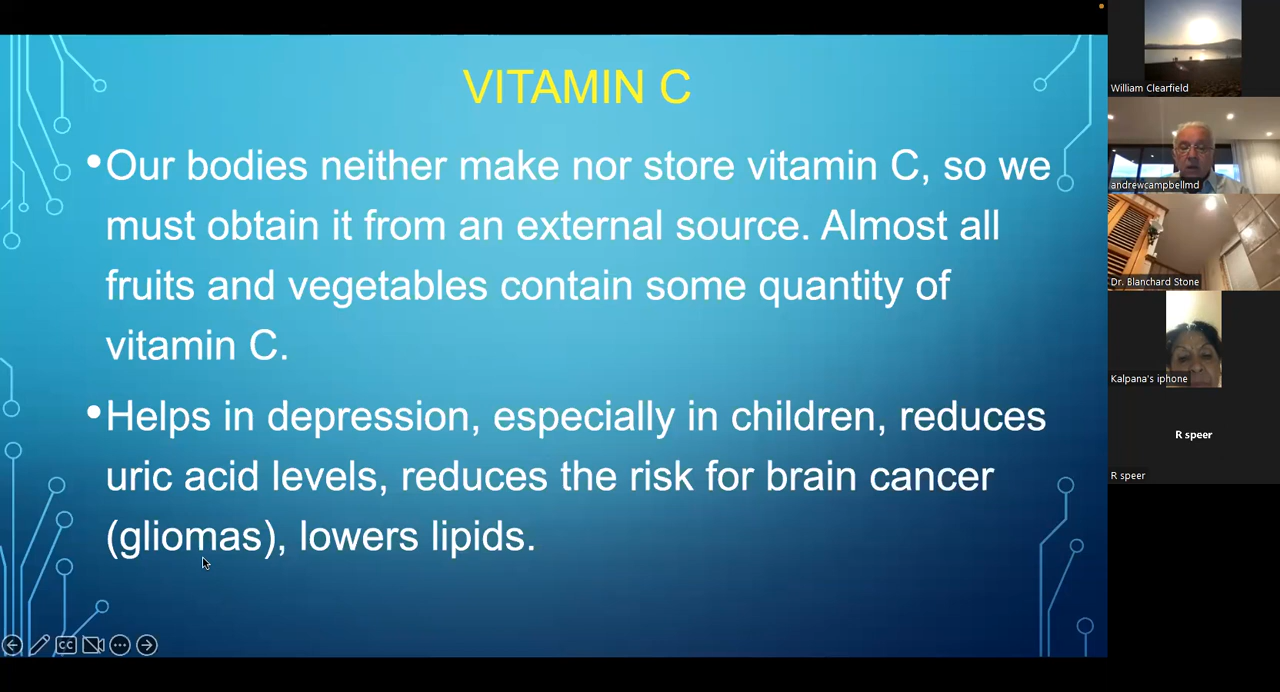 VITAMIN C
•Our bodies neither make nor store vitamin C, so we
must obtain it from an external source. Almost all
fruits and vegetables contain some quantity of
vitamin C.
•Helps in depression, especially in children, reduces
uric acid levels, reduces the risk for brain cancer
(gliomas), lowers lipids.
CC
William Clearfield
andrewcampbellmd
Dr. Blanchard Stone
Kalpana's iphone
R speer
R speer